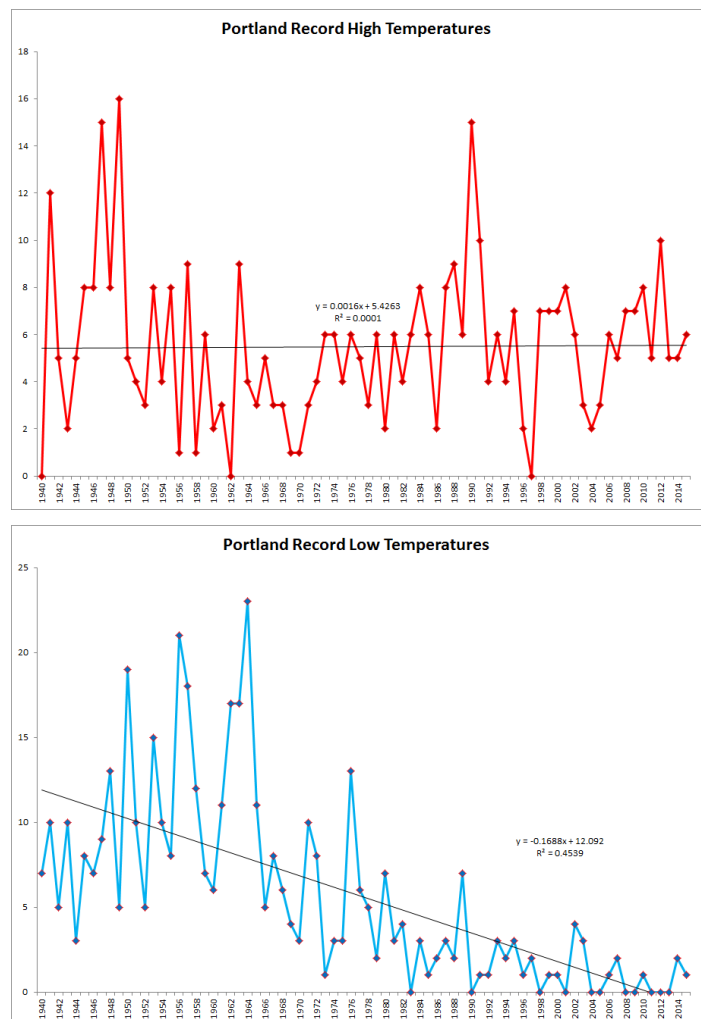 Portland Record High Temperatures
18
16
14
12
10
8
6
4
2
0
y = 0.0016x + 5.4263
R² = 0.0001
1940 1942 1944 1946 1948 1950 1952 1954 1956 1958 1960 1962 1964 1966 1968 1970 1972 1974 1976 1978 1980 1982 1984 1986 1988 1990 1992 1994 1996 1998 2000 2002 2004 2006 2008 2010 2012 2014
Portland Record Low Temperatures
25
20
15
10
5
0
y = -0.1688x + 12.092
R² = 0.4539
1940 1942 1944 1946 1948 1950 1952 1954 1956 1958 1960 1962 1964 1966 1968 1970 1972 1974 1976 1978 1980 1982 1984 1986 1988 1990 1992 1994 1996 1998 2000 2002 2004 2006 2008 2010 2012 2014